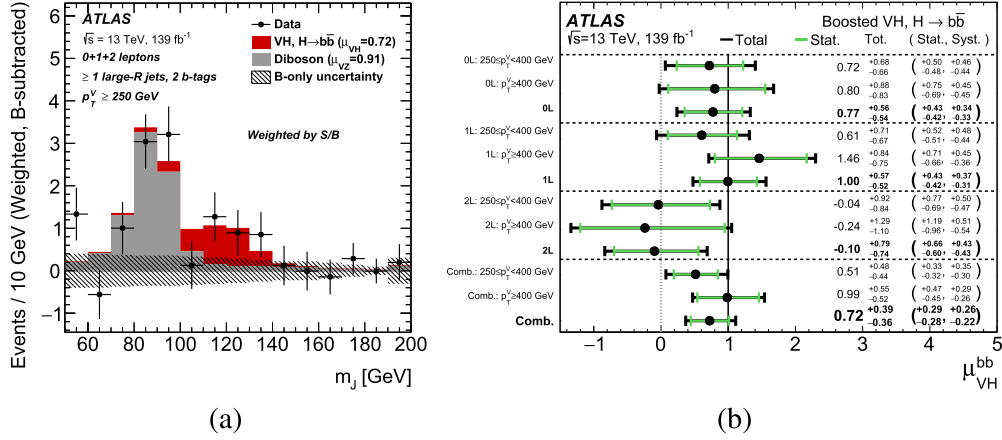 ATLAS
√s = 13 TeV, 139 fb⁻¹
0+1+2 leptons
≥ 1 large-R jets, 2 b-tags
p_T^V ≥ 250 GeV
Data
VH, H→bb̄ (μ_VH=0.72)
Diboson (μ_VZ=0.91)
B-only uncertainty
Weighted by S/B
Events / 10 GeV (Weighted, B-subtracted)
5
4
3
2
1
0
−1
60 80 100 120 140 160 180 200
m_J [GeV]
(a)
ATLAS Boosted VH, H → bb̄
√s=13 TeV, 139 fb⁻¹ Total Stat. Tot. ( Stat., Syst. )
0L: 250≤p_T^V<400 GeV 0.72 +0.68 −0.66 ( +0.50 −0.48 , +0.46 −0.44 )
0L: p_T^V≥400 GeV 0.80 +0.88 −0.83 ( +0.75 −0.69 , +0.45 −0.45 )
0L 0.77 +0.56 −0.54 ( +0.43 −0.42 , +0.34 −0.33 )
1L: 250≤p_T^V<400 GeV 0.61 +0.71 −0.67 ( +0.52 −0.51 , +0.48 −0.44 )
1L: p_T^V≥400 GeV 1.46 +0.84 −0.75 ( +0.71 −0.66 , +0.45 −0.36 )
1L 1.00 +0.57 −0.52 ( +0.43 −0.42 , +0.37 −0.31 )
2L: 250≤p_T^V<400 GeV -0.04 +0.92 −0.84 ( +0.77 −0.69 , +0.50 −0.47 )
2L: p_T^V≥400 GeV -0.24 +1.29 −1.10 ( +1.19 −0.96 , +0.51 −0.54 )
2L -0.10 +0.79 −0.74 ( +0.66 −0.60 , +0.43 −0.43 )
Comb.: 250≤p_T^V<400 GeV 0.51 +0.48 −0.44 ( +0.33 −0.32 , +0.35 −0.30 )
Comb.: p_T^V≥400 GeV 0.99 +0.55 −0.52 ( +0.47 −0.45 , +0.29 −0.26 )
Comb. 0.72 +0.39 −0.36 ( +0.29 −0.28 , +0.26 −0.22 )
−1 0 1 2 3 4 5
μ_VH^bb
(b)